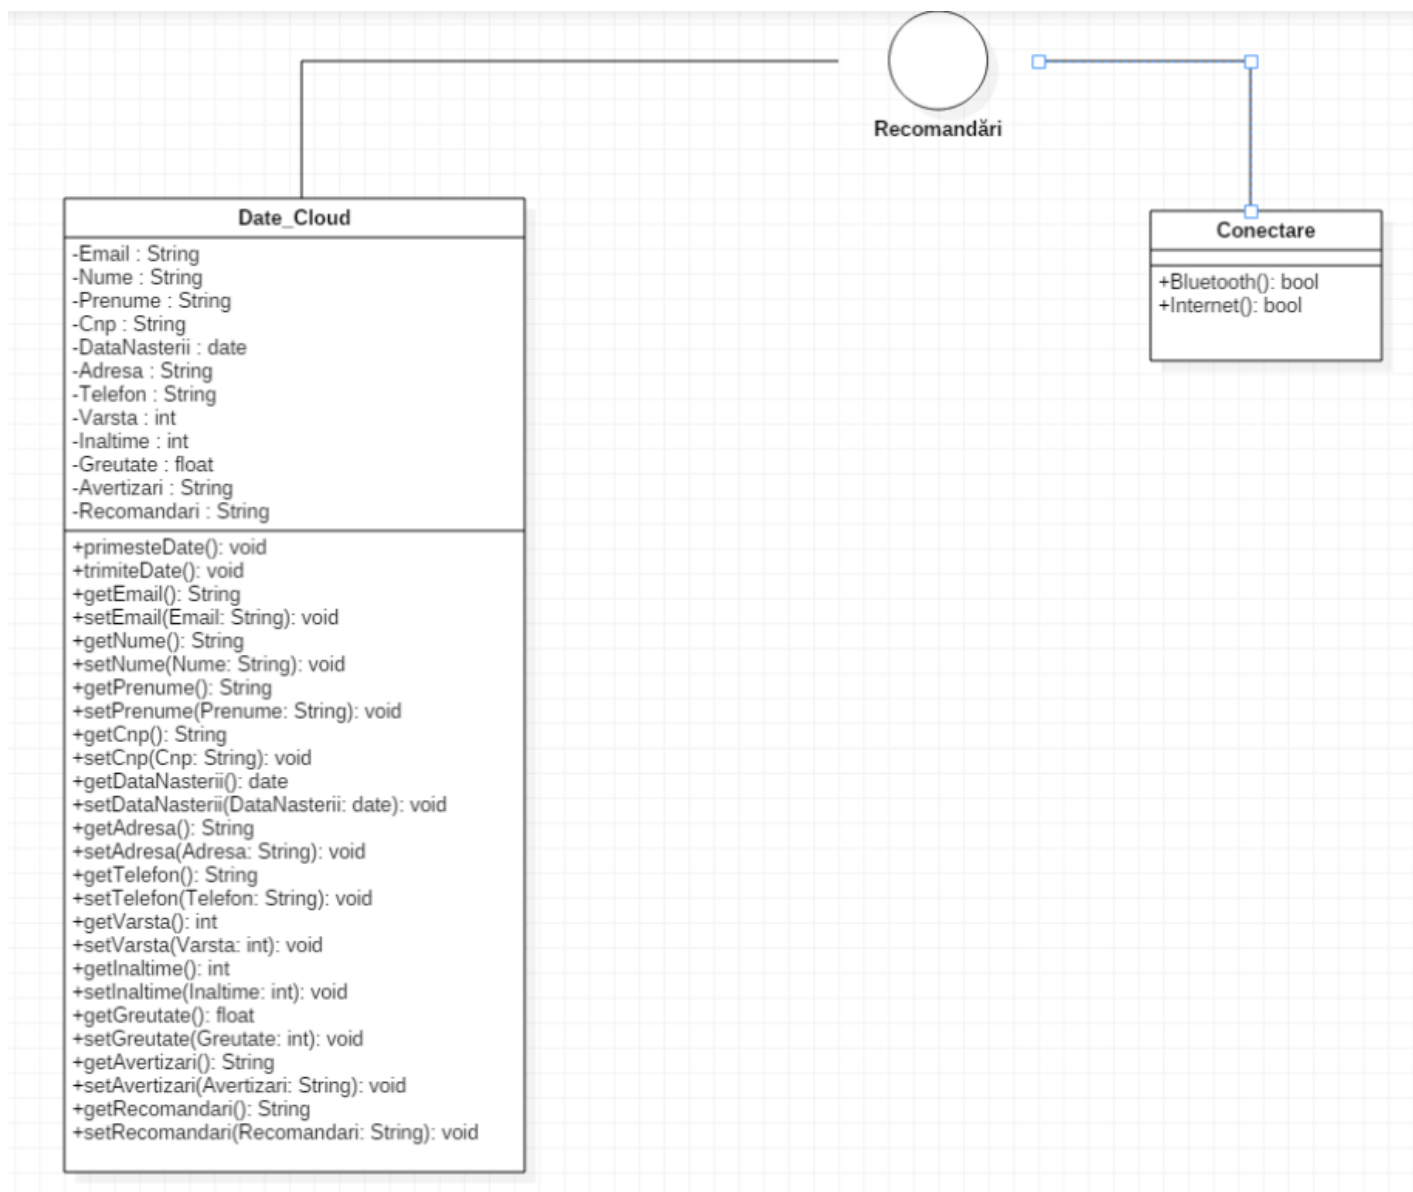 Recomandări
Date_Cloud
-Email : String
-Nume : String
-Prenume : String
-Cnp : String
-DataNasterii : date
-Adresa : String
-Telefon : String
-Varsta : int
-Inaltime : int
-Greutate : float
-Avertizari : String
-Recomandari : String
+primesteDate(): void
+trimiteDate(): void
+getEmail(): String
+setEmail(Email: String): void
+getNume(): String
+setNume(Nume: String): void
+getPrenume(): String
+setPrenume(Prenume: String): void
+getCnp(): String
+setCnp(Cnp: String): void
+getDataNasterii(): date
+setDataNasterii(DataNasterii: date): void
+getAdresa(): String
+setAdresa(Adresa: String): void
+getTelefon(): String
+setTelefon(Telefon: String): void
+getVarsta(): int
+setVarsta(Varsta: int): void
+getInaltime(): int
+setInaltime(Inaltime: int): void
+getGreutate(): float
+setGreutate(Greutate: int): void
+getAvertizari(): String
+setAvertizari(Avertizari: String): void
+getRecomandari(): String
+setRecomandari(Recomandari: String): void
Conectare
+Bluetooth(): bool
+Internet(): bool